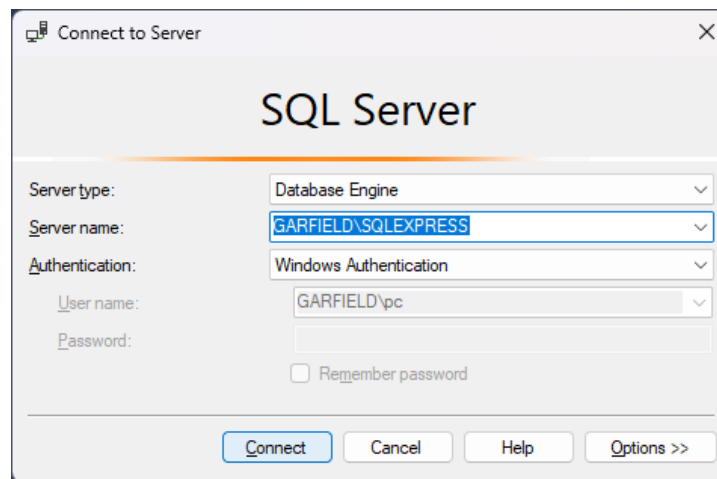 Connect to Server
SQL Server
Server type:
Database Engine
Server name:
GARFIELD\SQLEXPRESS
Authentication:
Windows Authentication
User name:
GARFIELD\pc
Password:
Remember password
Connect
Cancel
Help
Options >>